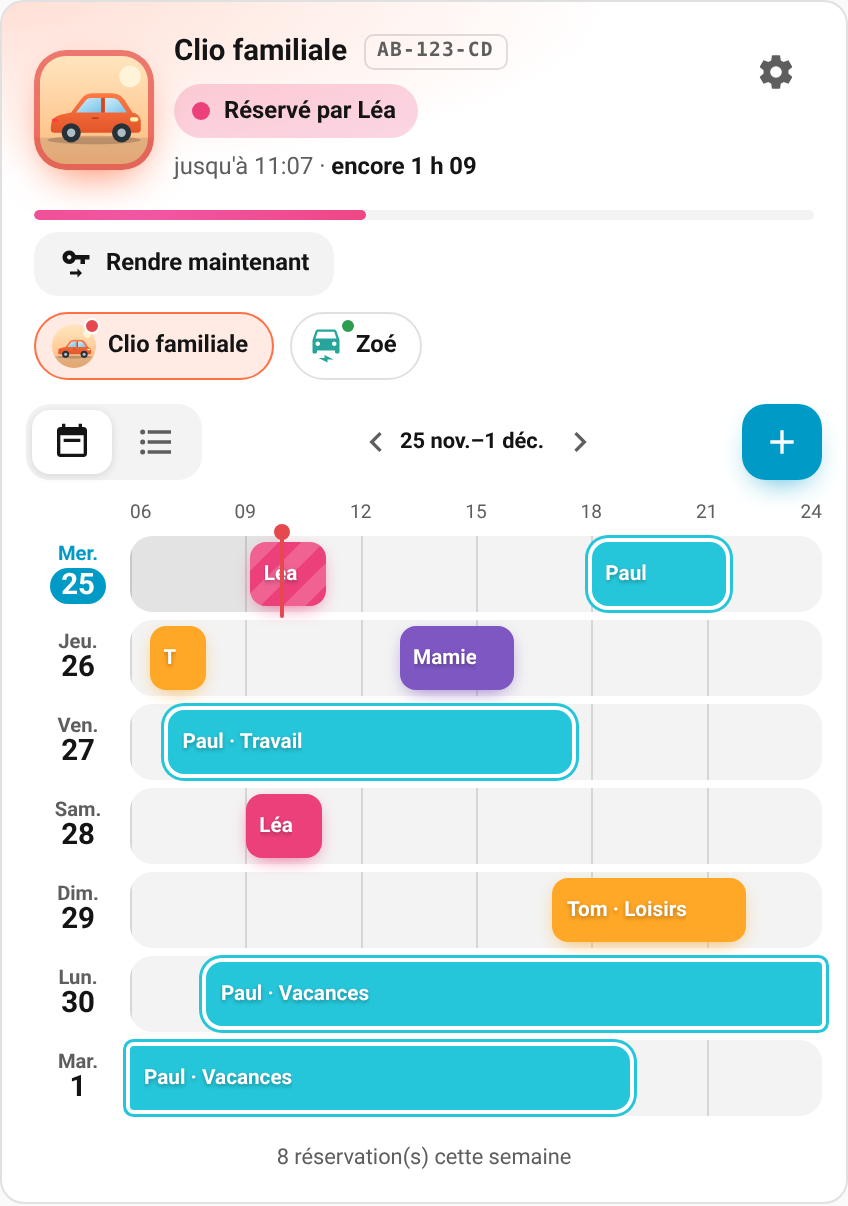 Clio familiale AB-123-CD
Réservé par Léa
jusqu'à 11:07 · encore 1 h 09
Rendre maintenant
Clio familiale Zoé
25 nov.–1 déc.
06 09 12 15 18 21 24
Mer.
25 Léa Paul
Jeu.
26 T Mamie
Ven.
27 Paul · Travail
Sam.
28 Léa
Dim.
29 Tom · Loisirs
Lun.
30 Paul · Vacances
Mar.
1 Paul · Vacances
8 réservation(s) cette semaine